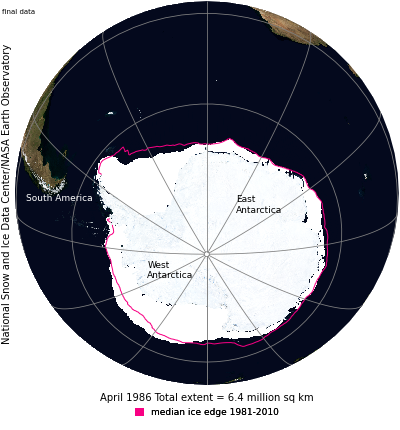 final data
National Snow and Ice Data Center/NASA Earth Observatory
South America
East
Antarctica
West
Antarctica
April 1986 Total extent = 6.4 million sq km
median ice edge 1981-2010